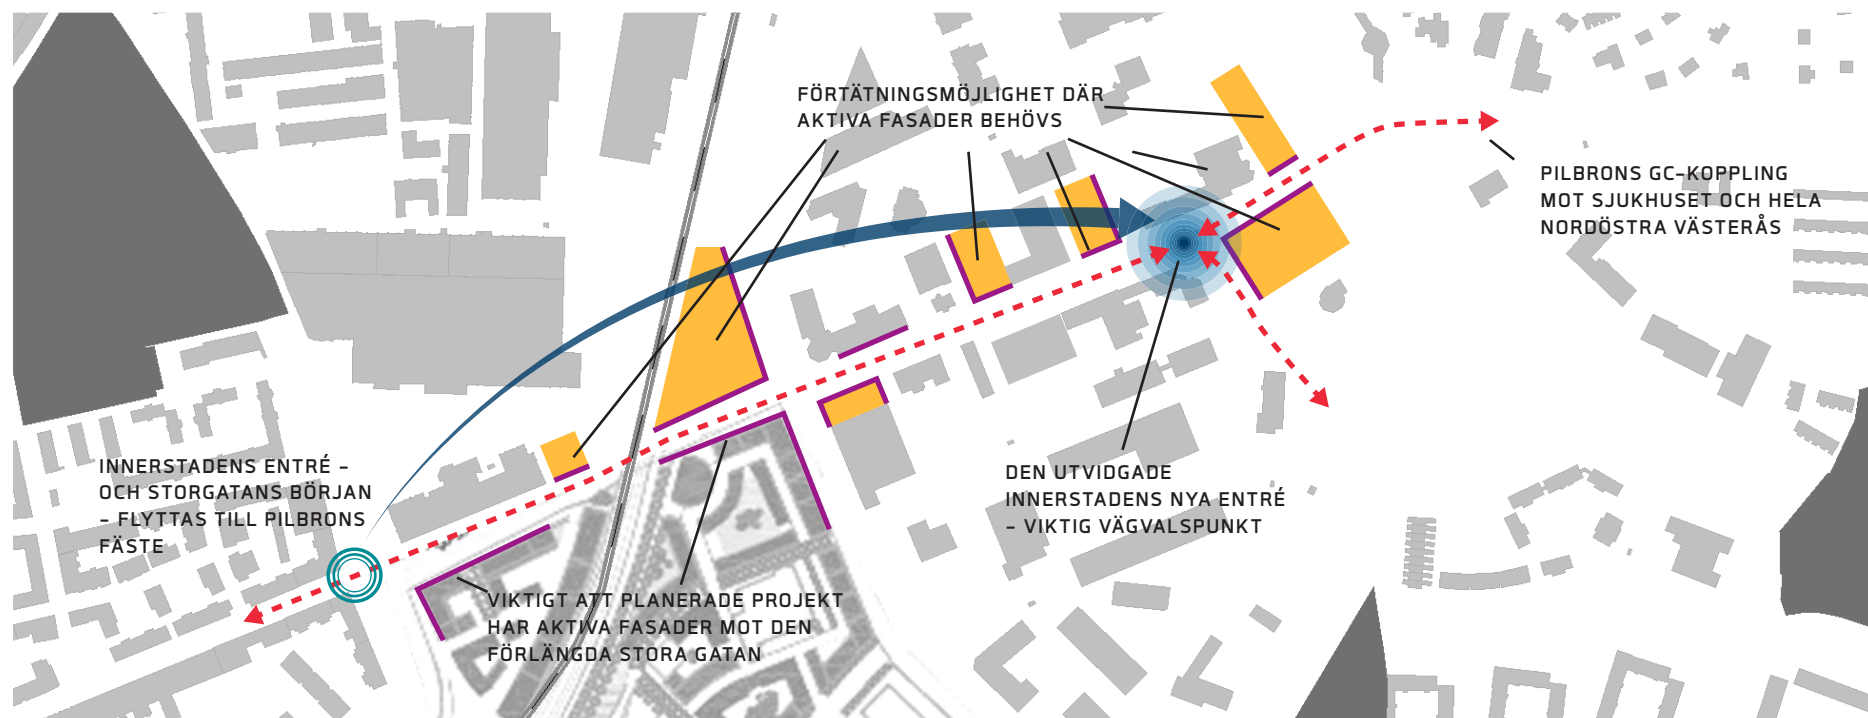 FÖRTÄTNINGSMÖJLIGHET DÄR
AKTIVA FASADER BEHÖVS
PILBRONS GC-KOPPLING
MOT SJUKHUSET OCH HELA
NORDÖSTRA VÄSTERÅS
INNERSTADENS ENTRÉ –
OCH STORGATANS BÖRJAN
– FLYTTAS TILL PILBRONS
FÄSTE
DEN UTVIDGADE
INNERSTADENS NYA ENTRÉ
– VIKTIG VÄGVALSPUNKT
VIKTIGT ATT PLANERADE PROJEKT
HAR AKTIVA FASADER MOT DEN
FÖRLÄNGDA STORA GATAN